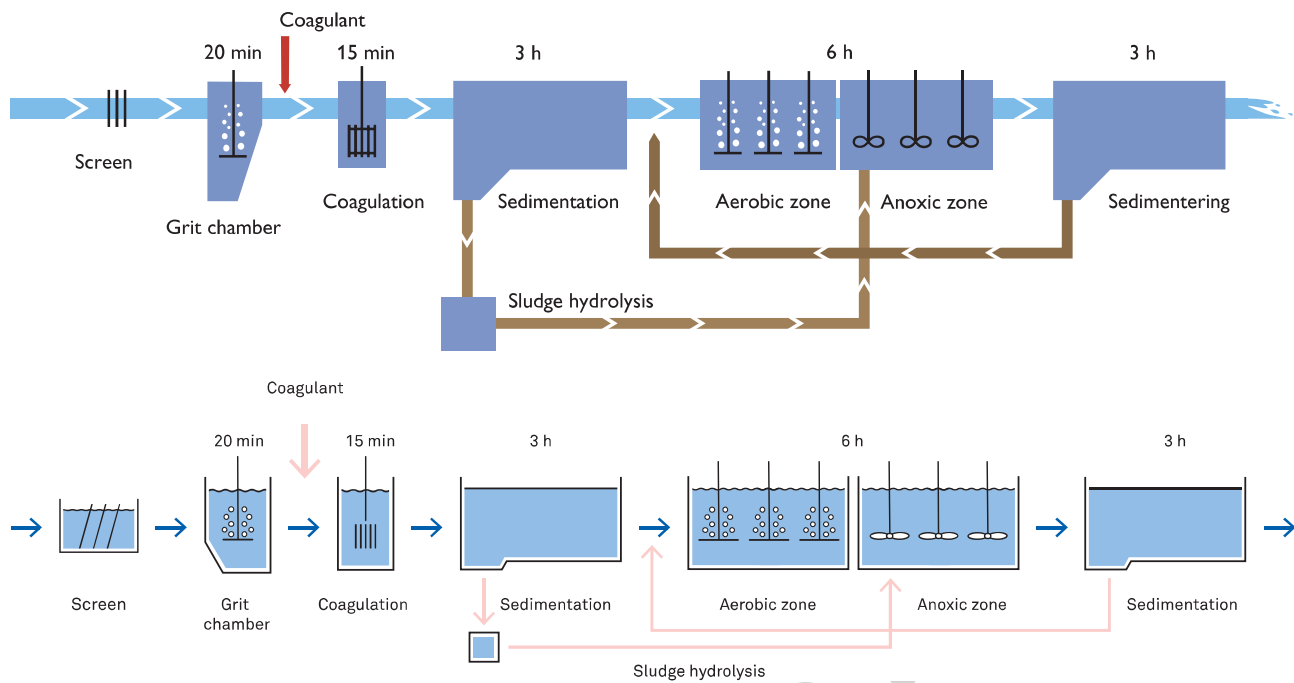 Coagulant
20 min
15 min
3 h
6 h
3 h
Screen
Grit chamber
Coagulation
Sedimentation
Aerobic zone
Anoxic zone
Sedimentering
Sludge hydrolysis
Coagulant
20 min
15 min
3 h
6 h
3 h
Screen
Grit
chamber
Coagulation
Sedimentation
Aerobic zone
Anoxic zone
Sedimentation
Sludge hydrolysis